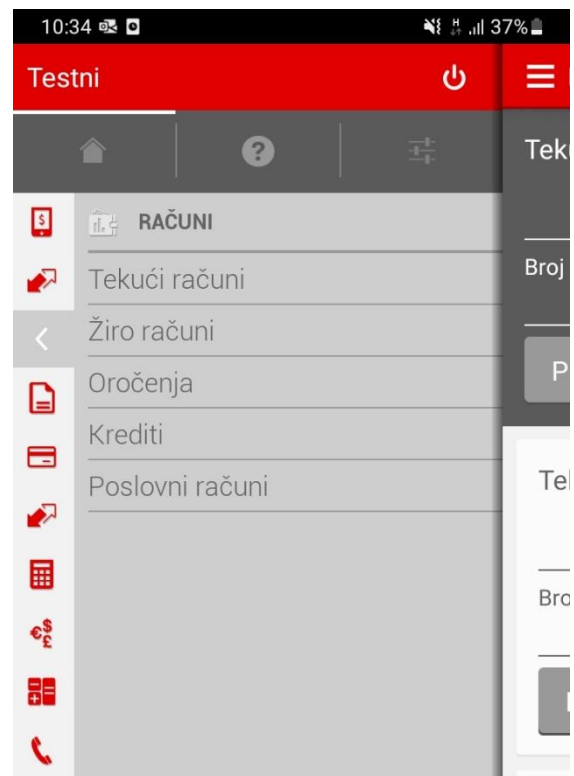 10:34
37%
Testni
RAČUNI
Tekući računi
Žiro računi
Oročenja
Krediti
Poslovni računi
Broj